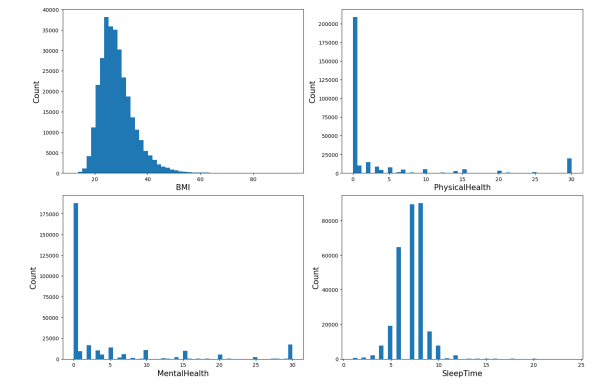 40000
35000
30000
25000
20000
15000
10000
5000
0
Count
20 40 60 80
BMI
200000
175000
150000
125000
100000
75000
50000
25000
0
Count
0 5 10 15 20 25 30
PhysicalHealth
175000
150000
125000
100000
75000
50000
25000
0
Count
0 5 10 15 20 25 30
MentalHealth
80000
60000
40000
20000
0
Count
0 5 10 15 20 25
SleepTime